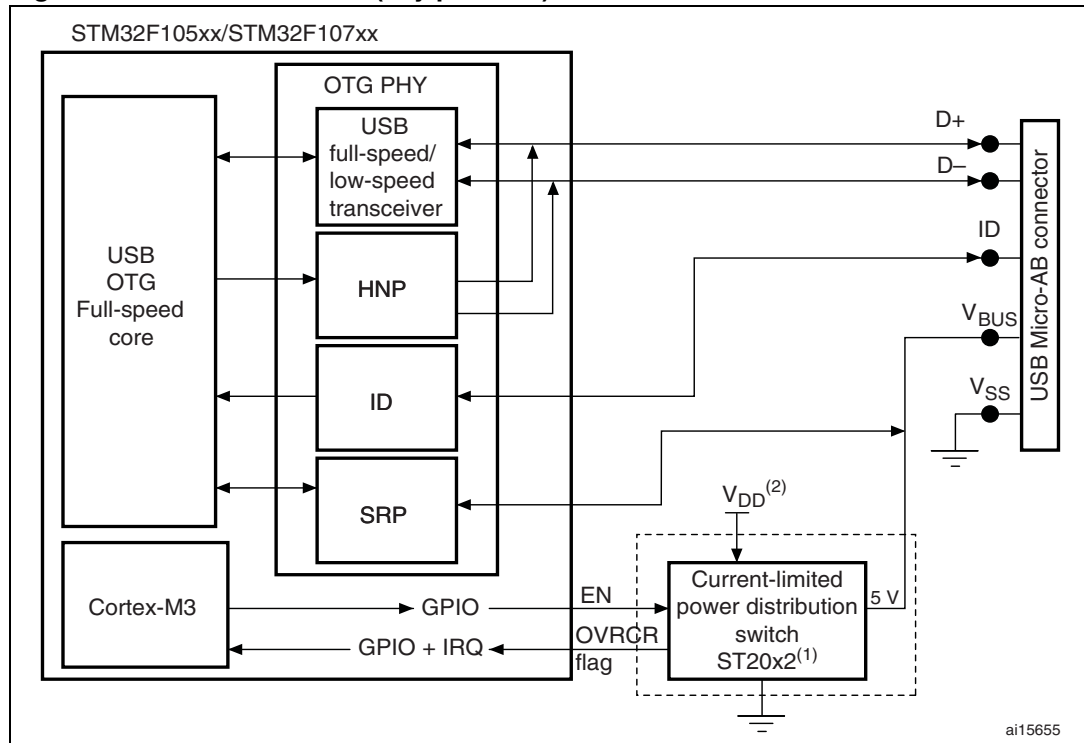 STM32F105xx/STM32F107xx
OTG PHY
USB
full-speed/
low-speed
transceiver
USB
OTG
Full-speed
core
HNP
ID
SRP
Cortex-M3
GPIO
EN
GPIO + IRQ
OVRCR
flag
VDD(2)
Current-limited
power distribution
switch
ST20x2(1)
5 V
D+
D–
ID
VBUS
VSS
USB Micro-AB connector
ai15655